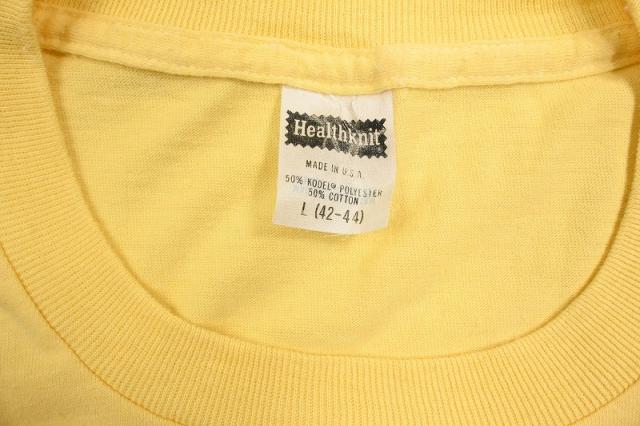 Healthknit
MADE IN U.S.A.
50% KODEL® POLYESTER
50% COTTON
L (42-44)